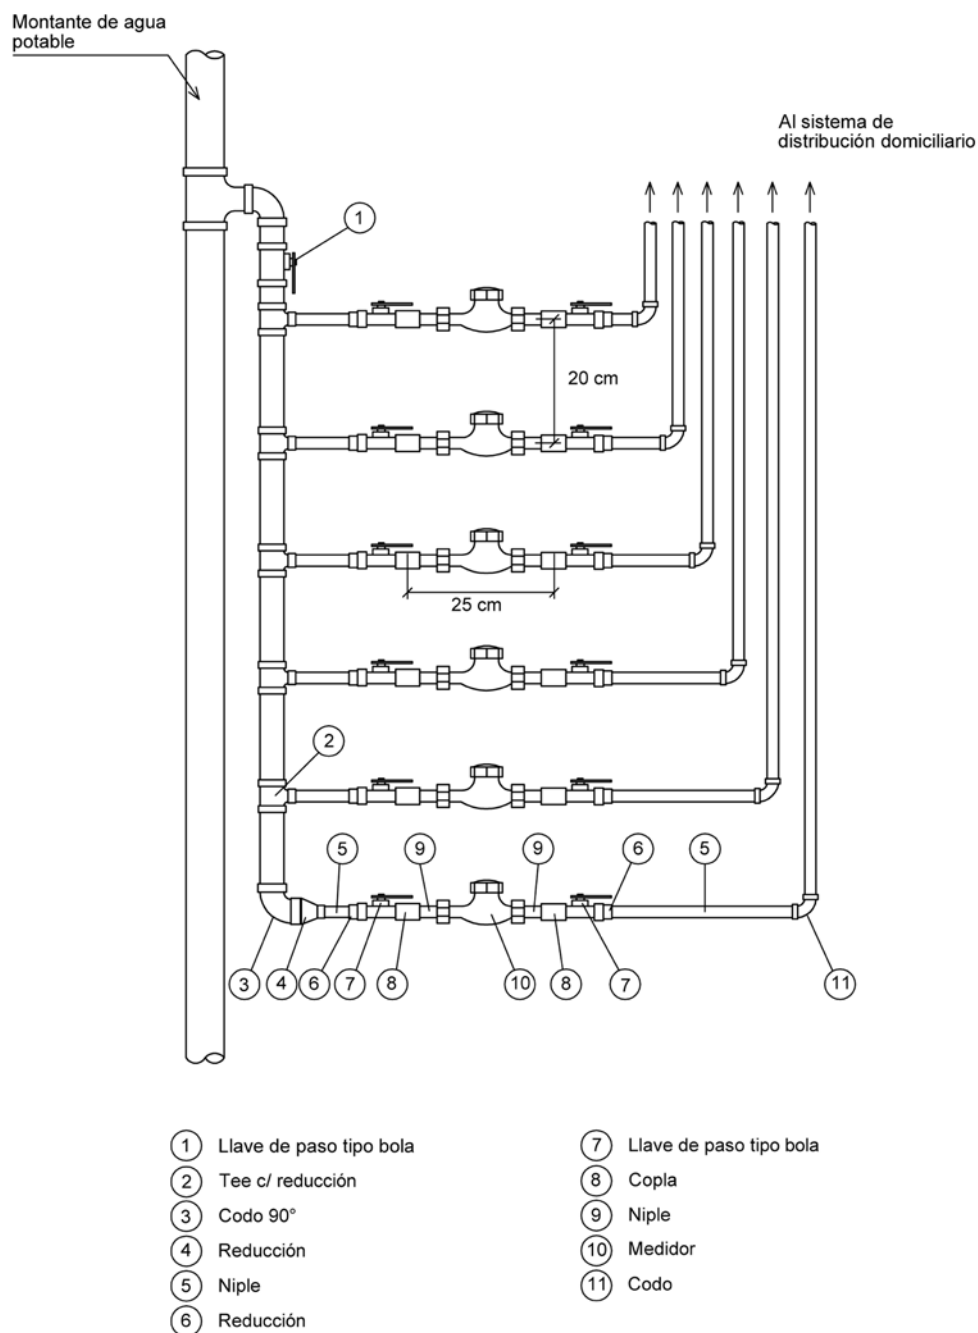 Montante de agua
potable
Al sistema de
distribución domiciliario
1
20 cm
25 cm
2
5
9
9
6
5
3
4
6
7
8
10
8
7
11
1 Llave de paso tipo bola
2 Tee c/ reducción
3 Codo 90°
4 Reducción
5 Niple
6 Reducción
7 Llave de paso tipo bola
8 Copla
9 Niple
10 Medidor
11 Codo